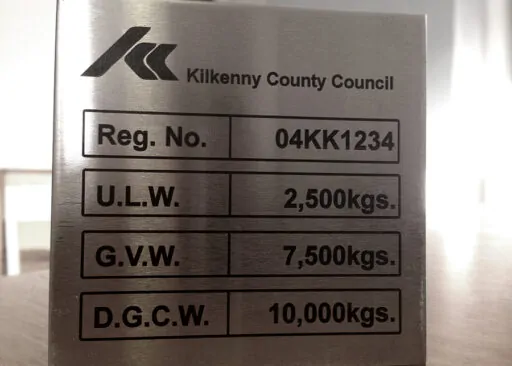 Kilkenny County Council
Reg. No. 04KK1234
U.L.W. 2,500kgs.
G.V.W. 7,500kgs.
D.G.C.W. 10,000kgs.